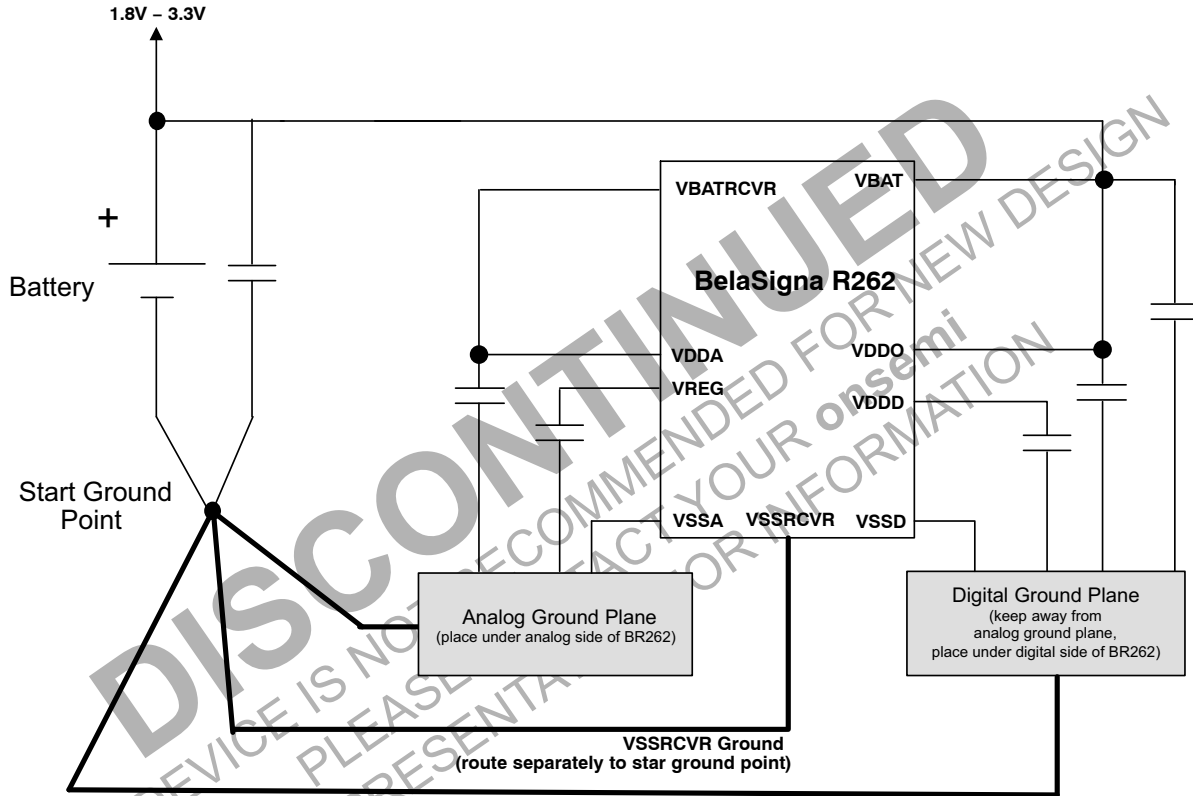 1.8V – 3.3V
+
Battery
Start Ground
Point
VBATRCVR
VBAT
BelaSigna R262
VDDA
VREG
VDDO
VDDD
VSSA
VSSRCVR
VSSD
Analog Ground Plane
(place under analog side of BR262)
Digital Ground Plane
(keep away from
analog ground plane,
place under digital side of BR262)
VSSRCVR Ground
(route separately to star ground point)
DISCONTINUED
DEVICE IS NOT RECOMMENDED FOR NEW DESIGN
PLEASE CONTACT YOUR onsemi
FOR INFORMATION